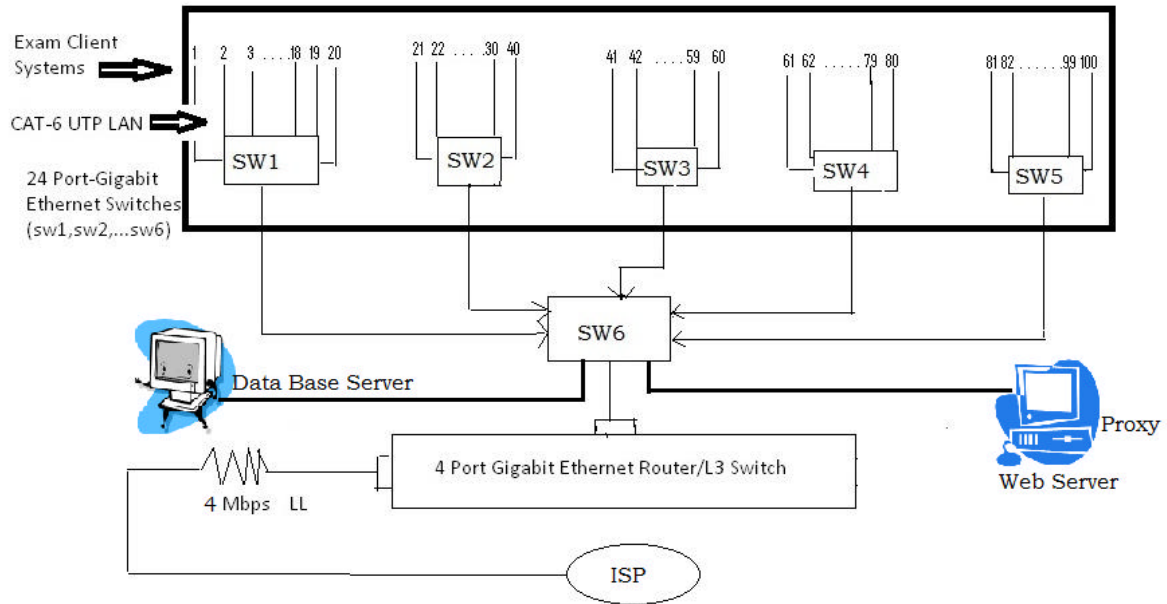 Exam Client
Systems
1 2 3 ....18 19 20
21 22 .....30 40
41 42 ......59 60
61 62 ......79 80
81 82 .......99 100
CAT-6 UTP LAN
SW1
SW2
SW3
SW4
SW5
24 Port-Gigabit
Ethernet Switches
(sw1,sw2,...sw6)
SW6
Data Base Server
Proxy
Web Server
4 Port Gigabit Ethernet Router/L3 Switch
4 Mbps LL
ISP